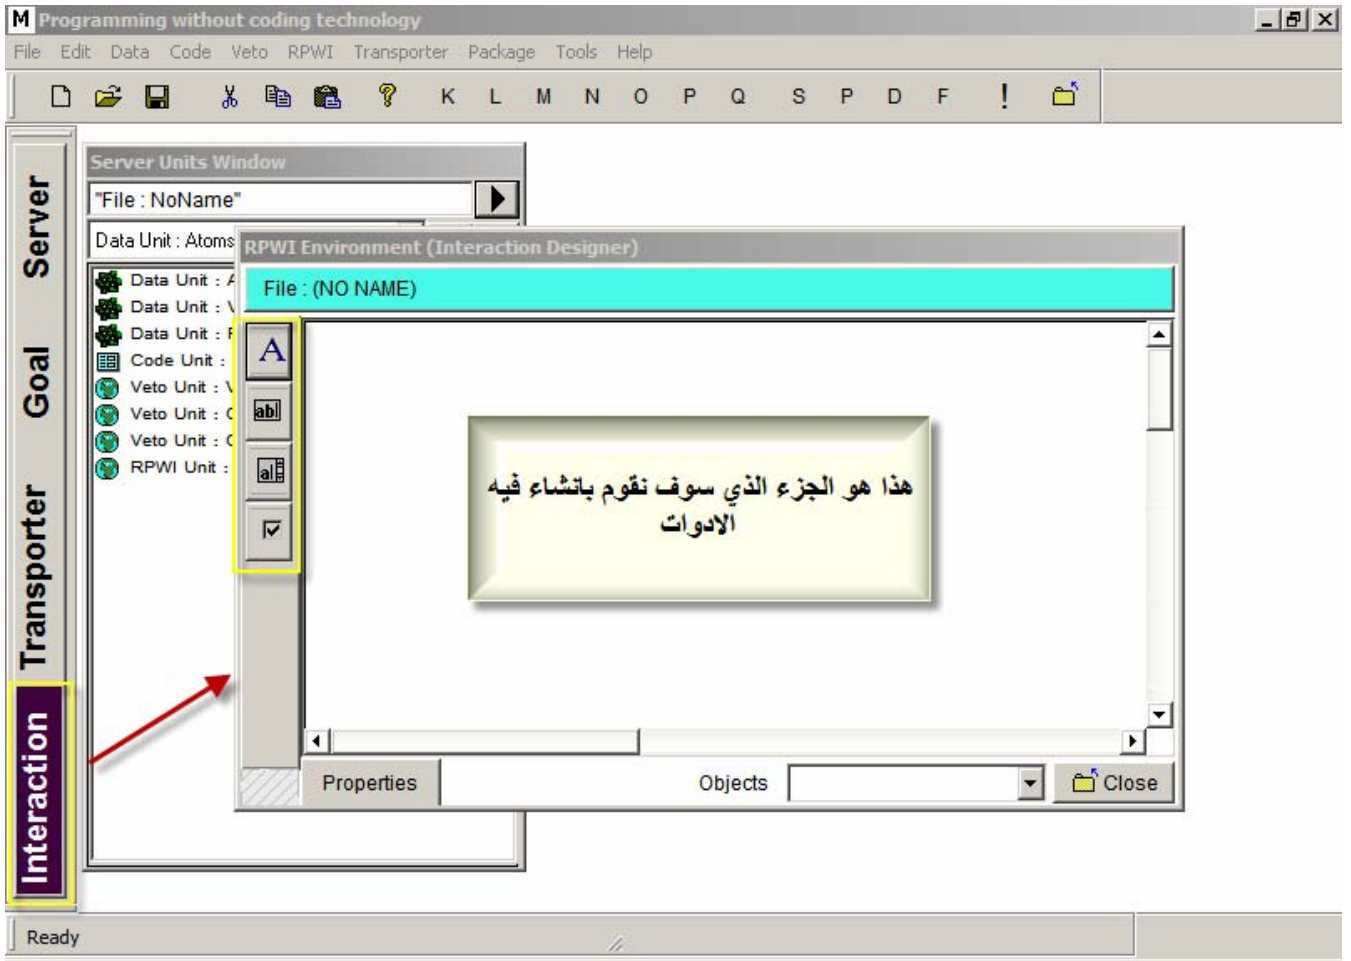 M Programming without coding technology
File Edit Data Code Veto RPWI Transporter Package Tools Help
K L M N O P Q S P D F !
Server
Goal
Transporter
Interaction
Server Units Window
"File : NoName"
Data Unit : Atoms
Data Unit : A
Data Unit : V
Data Unit : F
Code Unit :
Veto Unit : V
Veto Unit : C
Veto Unit : C
RPWI Unit :
RPWI Environment (Interaction Designer)
File : (NO NAME)
A
abl
al
هذا هو الجزء الذي سوف نقوم بانشاء فيه
الادوات
Properties
Objects
Close
Ready